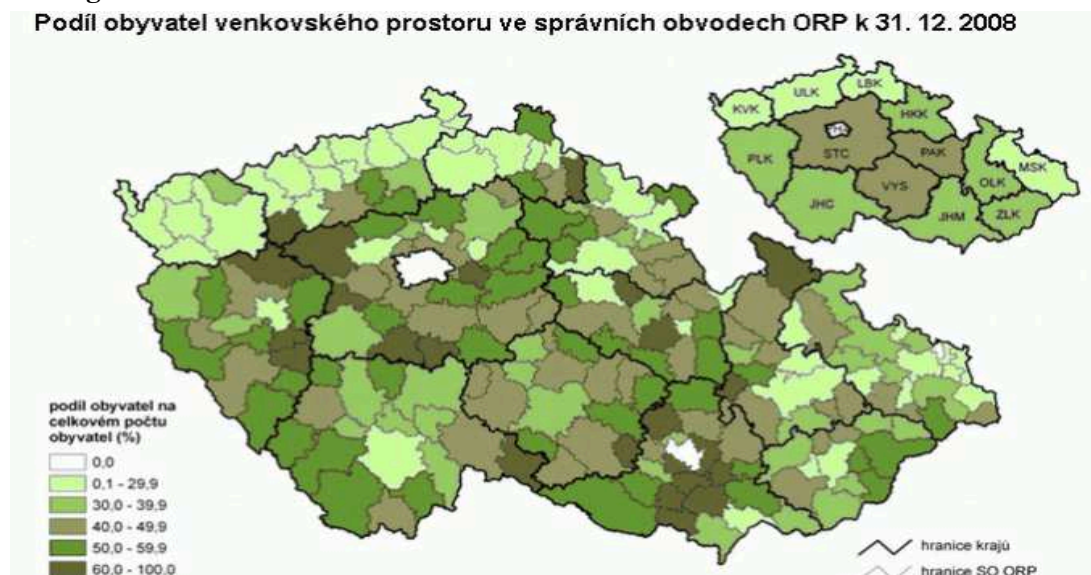 Podíl obyvatel venkovského prostoru ve správních obvodech ORP k 31. 12. 2008
KVK
ULK
LBK
HKK
PLK
STC
PAK
OLK
MSK
VYS
JHC
JHM
ZLK
podíl obyvatel na
celkovém počtu
obyvatel (%)
0,0
0,1 - 29,9
30,0 - 39,9
40,0 - 49,9
50,0 - 59,9
60,0 - 100,0
hranice krajů
hranice SO ORP